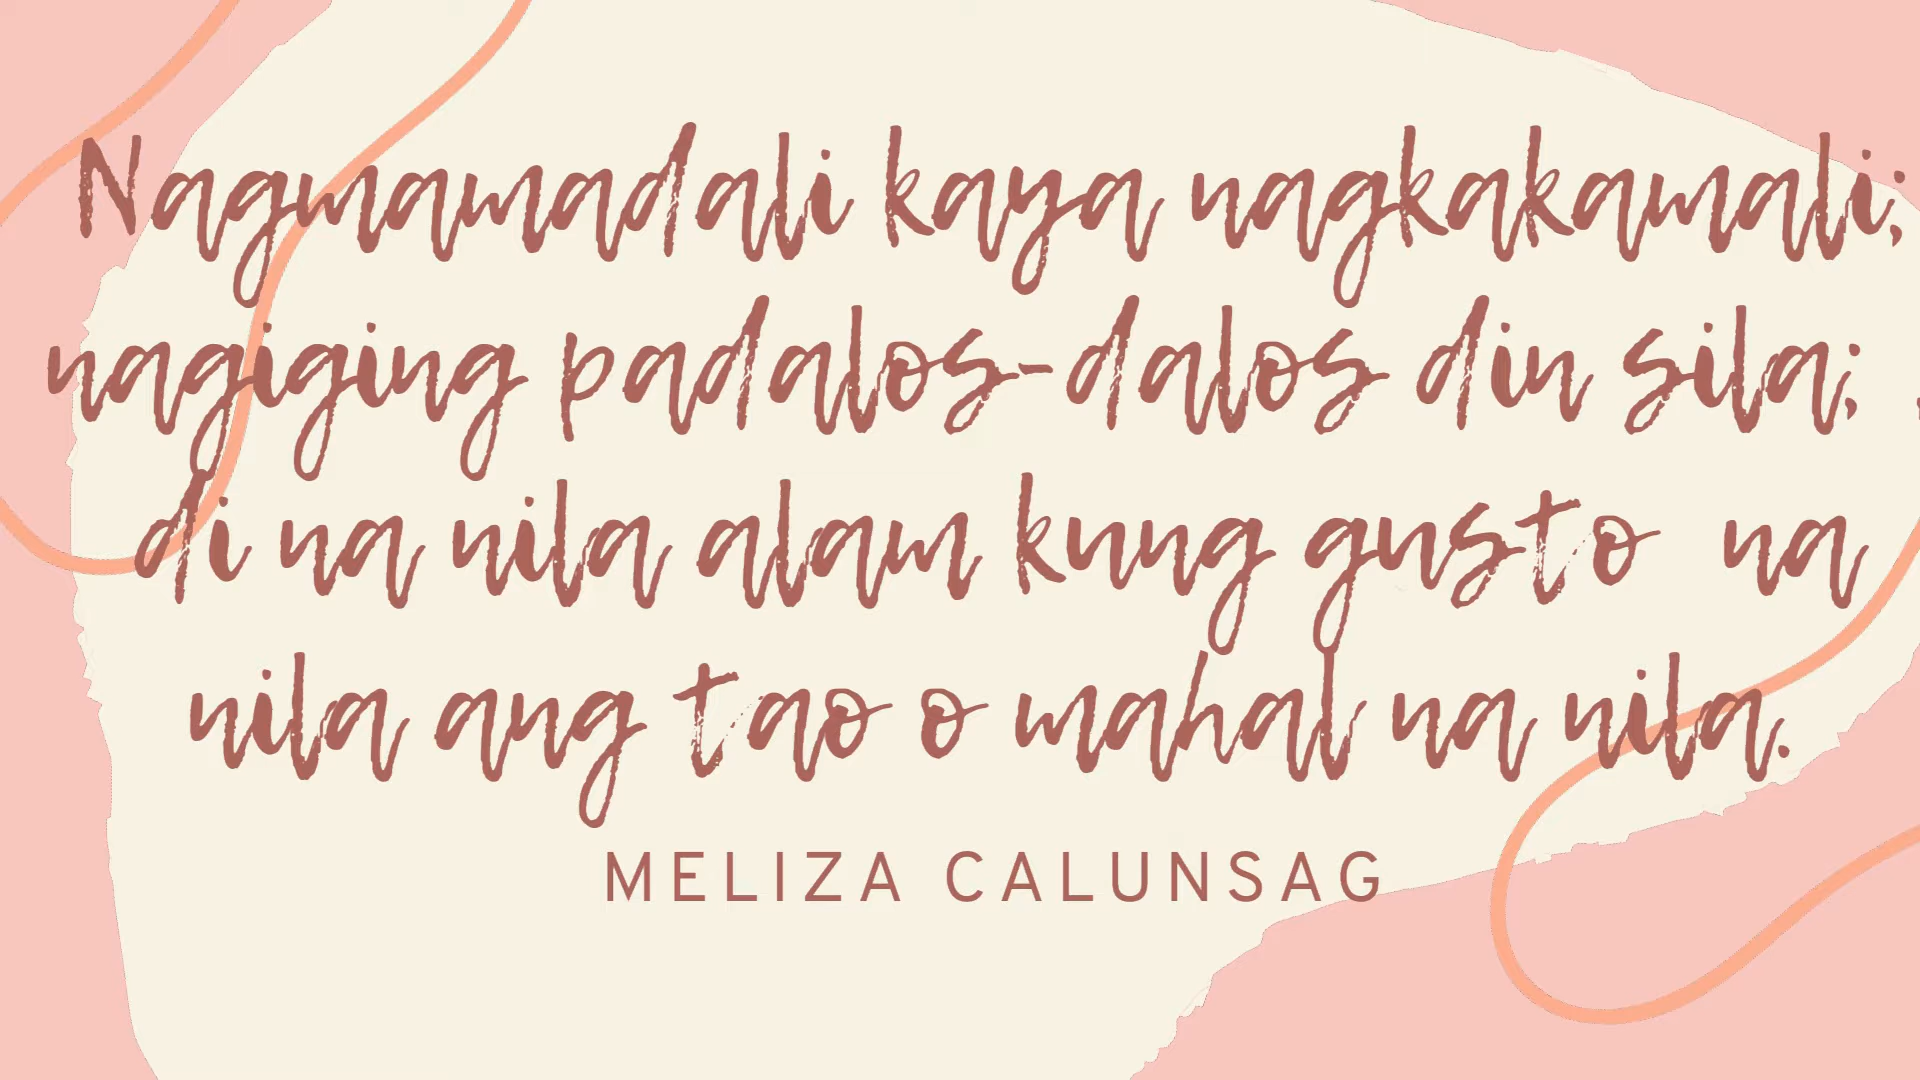 Nagmamadali kaya nagkakamali;
nagiging padalos-dalos din sila;
di na nila alam kung gusto na
nila ang tao o mahal na nila.
MELIZA CALUNSAG